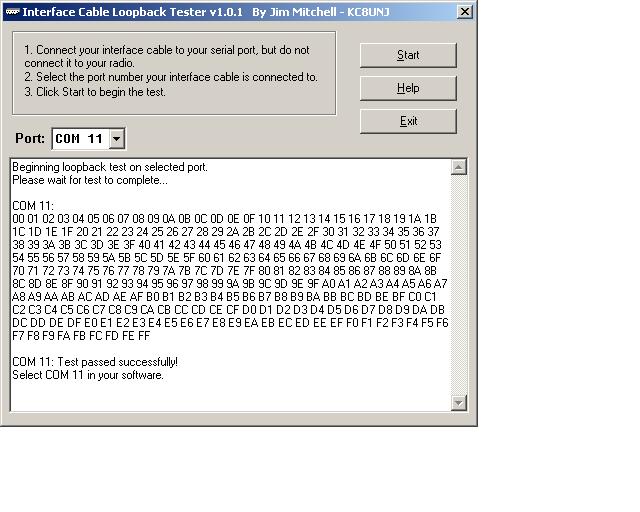 Interface Cable Loopback Tester v1.0.1 By Jim Mitchell - KC8UNJ
1. Connect your interface cable to your serial port, but do not
connect it to your radio.
2. Select the port number your interface cable is connected to.
3. Click Start to begin the test.
Start
Help
Exit
Port: COM 11
Beginning loopback test on selected port.
Please wait for test to complete...
COM 11:
00 01 02 03 04 05 06 07 08 09 0A 0B 0C 0D 0E 0F 10 11 12 13 14 15 16 17 18 19 1A 1B
1C 1D 1E 1F 20 21 22 23 24 25 26 27 28 29 2A 2B 2C 2D 2E 2F 30 31 32 33 34 35 36 37
38 39 3A 3B 3C 3D 3E 3F 40 41 42 43 44 45 46 47 48 49 4A 4B 4C 4D 4E 4F 50 51 52 53
54 55 56 57 58 59 5A 5B 5C 5D 5E 5F 60 61 62 63 64 65 66 67 68 69 6A 6B 6C 6D 6E 6F
70 71 72 73 74 75 76 77 78 79 7A 7B 7C 7D 7E 7F 80 81 82 83 84 85 86 87 88 89 8A 8B
8C 8D 8E 8F 90 91 92 93 94 95 96 97 98 99 9A 9B 9C 9D 9E 9F A0 A1 A2 A3 A4 A5 A6 A7
A8 A9 AA AB AC AD AE AF B0 B1 B2 B3 B4 B5 B6 B7 B8 B9 BA BB BC BD BE BF C0 C1
C2 C3 C4 C5 C6 C7 C8 C9 CA CB CC CD CE CF D0 D1 D2 D3 D4 D5 D6 D7 D8 D9 DA DB
DC DD DE DF E0 E1 E2 E3 E4 E5 E6 E7 E8 E9 EA EB EC ED EE EF F0 F1 F2 F3 F4 F5 F6
F7 F8 F9 FA FB FC FD FE FF
COM 11: Test passed successfully!
Select COM 11 in your software.